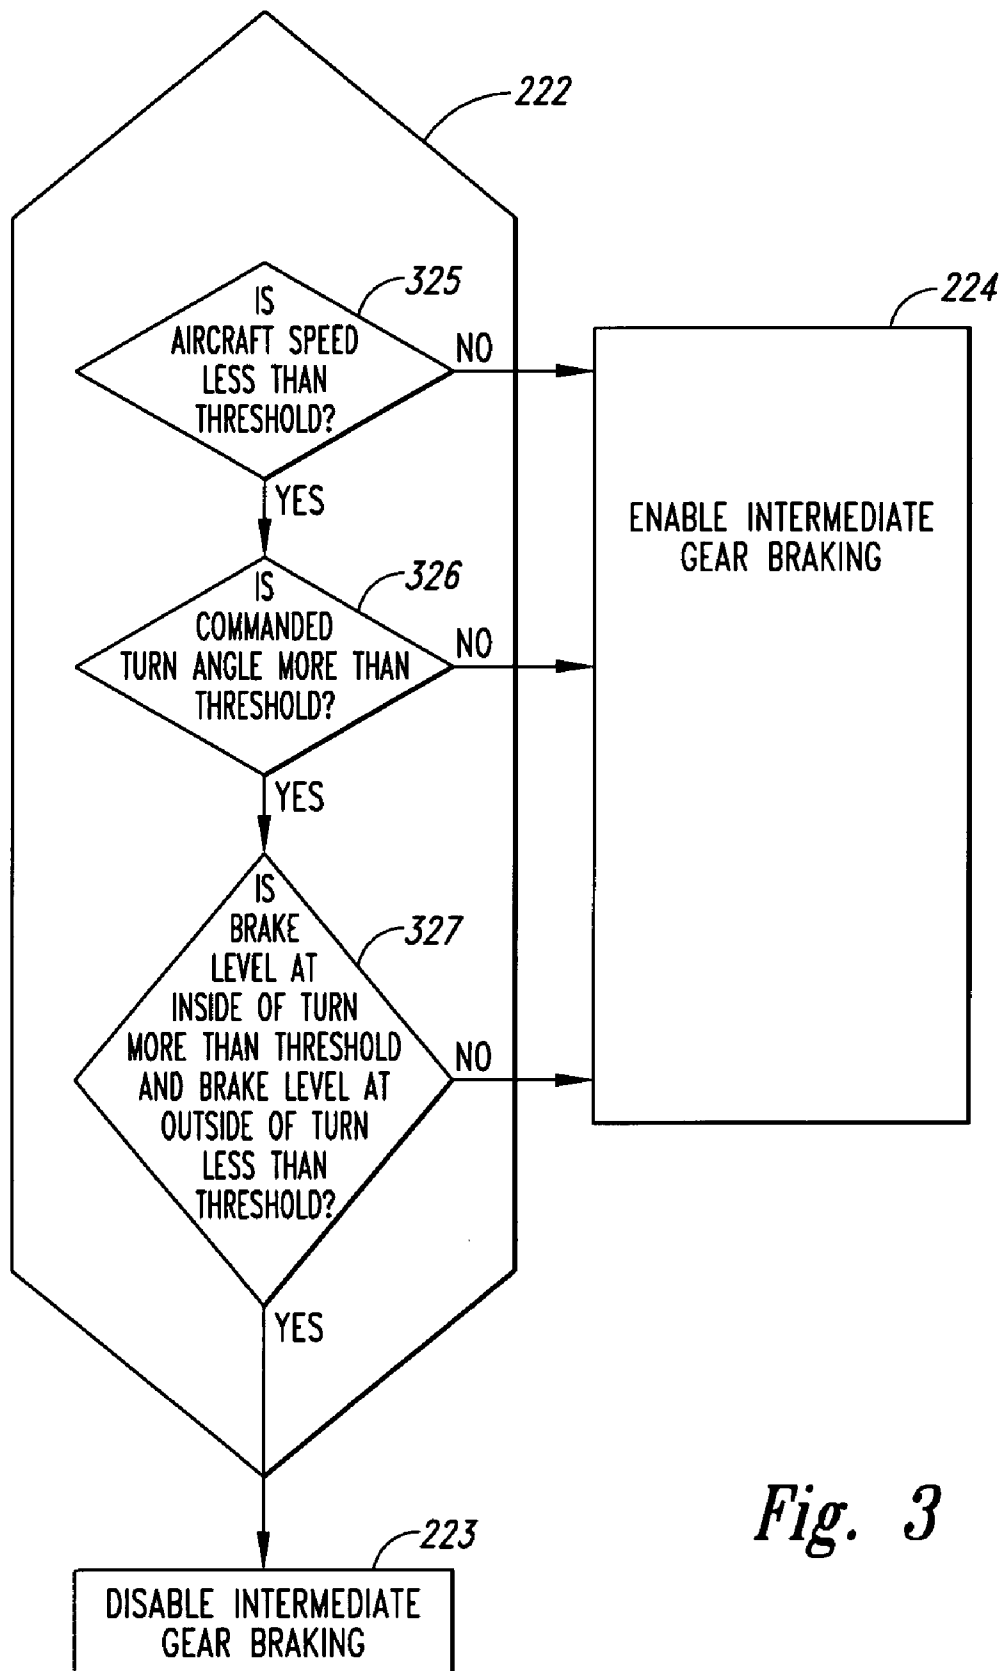 222
325
IS
AIRCRAFT SPEED
LESS THAN
THRESHOLD?
NO
YES
224
ENABLE INTERMEDIATE
GEAR BRAKING
326
IS
COMMANDED
TURN ANGLE MORE THAN
THRESHOLD?
NO
YES
327
IS
BRAKE
LEVEL AT
INSIDE OF TURN
MORE THAN THRESHOLD
AND BRAKE LEVEL AT
OUTSIDE OF TURN
LESS THAN
THRESHOLD?
NO
YES
223
DISABLE INTERMEDIATE
GEAR BRAKING
Fig. 3